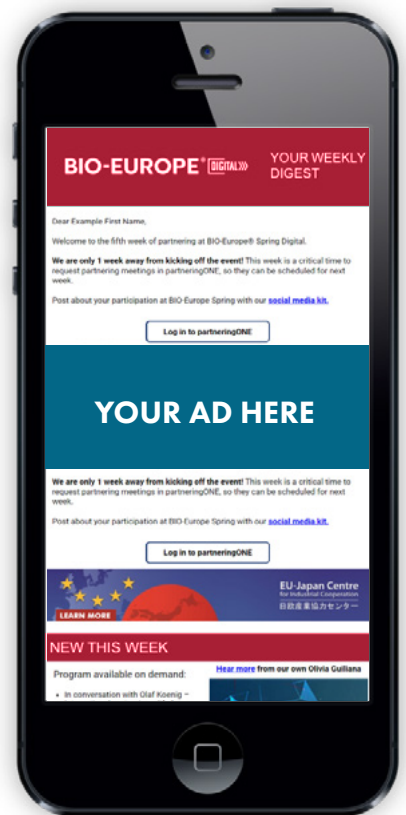 BIO-EUROPE® DIGITAL
YOUR WEEKLY
DIGEST
Dear Example First Name,
Welcome to the fifth week of partnering at BIO-Europe® Spring Digital.
We are only 1 week away from kicking off the event! This week is a critical time to
request partnering meetings in partneringONE, so they can be scheduled for next
week.
Post about your participation at BIO-Europe Spring with our social media kit.
Log in to partneringONE
YOUR AD HERE
We are only 1 week away from kicking off the event! This week is a critical time to
request partnering meetings in partneringONE, so they can be scheduled for next
week.
Post about your participation at BIO-Europe Spring with our social media kit.
Log in to partneringONE
EU-Japan Centre
for Industrial Cooperation
日欧産業協力センター
LEARN MORE
NEW THIS WEEK
Program available on demand:
• In conversation with Olaf Koenig –
Hear more from our own Olivia Guiliana